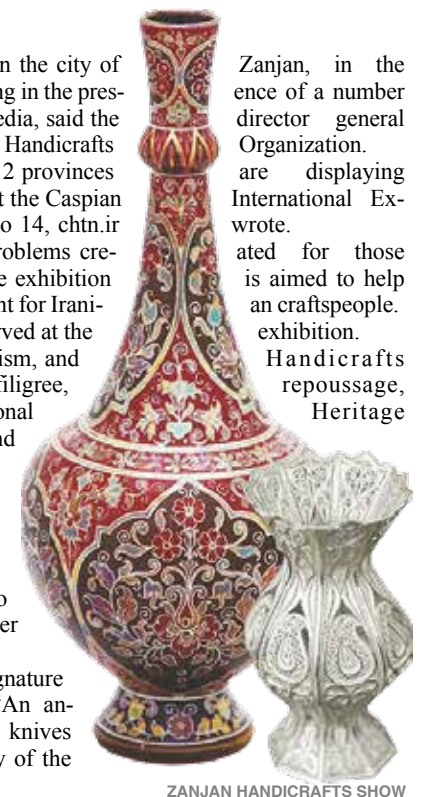 n the city of Zanjan, in the
ng in the pres- ence of a number
edia, said the director general
Handicrafts Organization.
2 provinces are displaying
t the Caspian International Ex-
o 14, chtn.ir wrote.
roblems cre- ated for those
e exhibition is aimed to help
nt for Irani- an craftspeople.
rved at the exhibition.
ism, and Handicrafts
filigree, repoussage,
onal Heritage
nd
o
er
gnature
An an-
knives
y of the
ZANJAN HANDICRAFTS SHOW